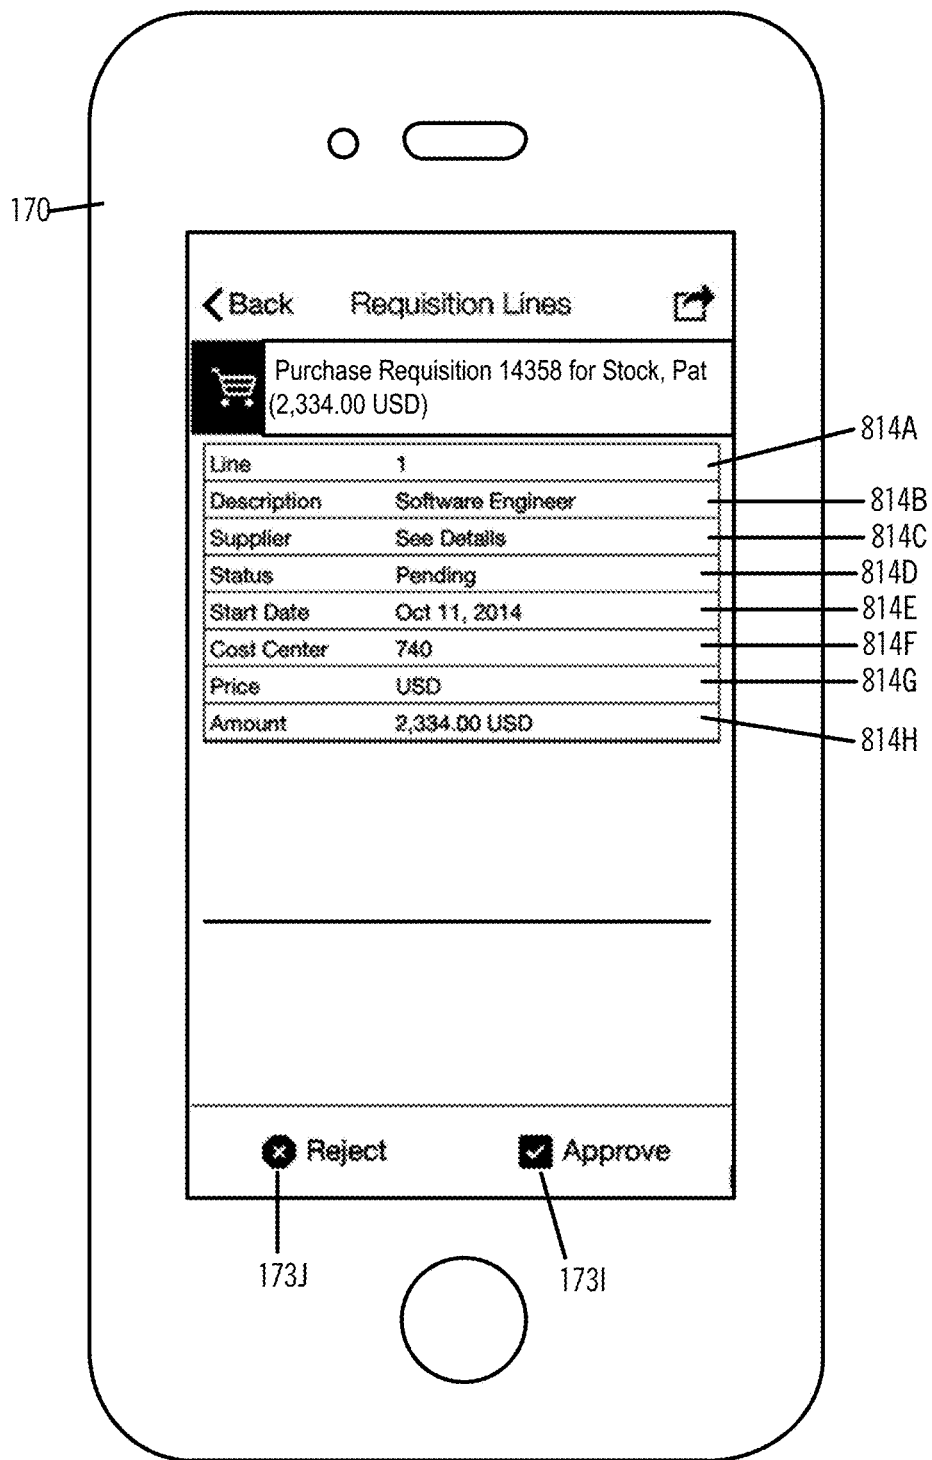 170
Back Requisition Lines
Purchase Requisition 14358 for Stock, Pat
(2,334.00 USD)
814A
Line 1
Description Software Engineer 814B
Supplier See Details 814C
Status Pending 814D
Start Date Oct 11, 2014 814E
Cost Center 740 814F
Price USD 814G
Amount 2,334.00 USD 814H
Reject Approve
173J 173I